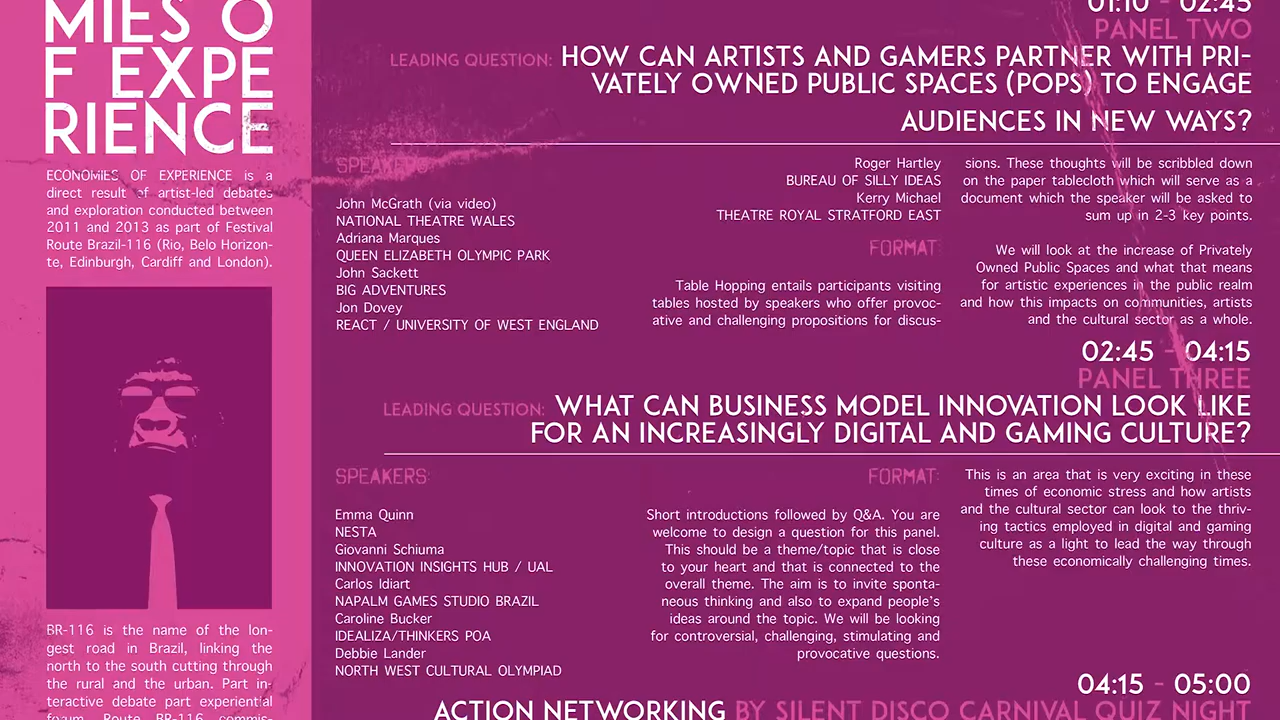 MIES O
F EXPE
RIENCE
ECONOMIES OF EXPERIENCE is a
direct result of artist-led debates
and exploration conducted between
2011 and 2013 as part of Festival
Route Brazil-116 (Rio, Belo Horizon-
te, Edinburgh, Cardiff and London).
BR-116 is the name of the lon-
gest road in Brazil, linking the
north to the south cutting through
the rural and the urban. Part in-
teractive debate part experiential
forum, Route BR-116 commis-
01:10 - 02:45
PANEL TWO
LEADING QUESTION: HOW CAN ARTISTS AND GAMERS PARTNER WITH PRI-
VATELY OWNED PUBLIC SPACES (POPS) TO ENGAGE
AUDIENCES IN NEW WAYS?
SPEAKERS:
John McGrath (via video)
NATIONAL THEATRE WALES
Adriana Marques
QUEEN ELIZABETH OLYMPIC PARK
John Sackett
BIG ADVENTURES
Jon Dovey
REACT / UNIVERSITY OF WEST ENGLAND
Roger Hartley
BUREAU OF SILLY IDEAS
Kerry Michael
THEATRE ROYAL STRATFORD EAST
FORMAT:
Table Hopping entails participants visiting
tables hosted by speakers who offer provoc-
ative and challenging propositions for discus-
sions. These thoughts will be scribbled down
on the paper tablecloth which will serve as a
document which the speaker will be asked to
sum up in 2-3 key points.
We will look at the increase of Privately
Owned Public Spaces and what that means
for artistic experiences in the public realm
and how this impacts on communities, artists
and the cultural sector as a whole.
02:45 - 04:15
PANEL THREE
LEADING QUESTION: WHAT CAN BUSINESS MODEL INNOVATION LOOK LIKE
FOR AN INCREASINGLY DIGITAL AND GAMING CULTURE?
SPEAKERS:
Emma Quinn
NESTA
Giovanni Schiuma
INNOVATION INSIGHTS HUB / UAL
Carlos Idiart
NAPALM GAMES STUDIO BRAZIL
Caroline Bucker
IDEALIZA/THINKERS POA
Debbie Lander
NORTH WEST CULTURAL OLYMPIAD
FORMAT:
Short introductions followed by Q&A. You are
welcome to design a question for this panel.
This should be a theme/topic that is close
to your heart and that is connected to the
overall theme. The aim is to invite sponta-
neous thinking and also to expand people's
ideas around the topic. We will be looking
for controversial, challenging, stimulating and
provocative questions.
This is an area that is very exciting in these
times of economic stress and how artists
and the cultural sector can look to the thriv-
ing tactics employed in digital and gaming
culture as a light to lead the way through
these economically challenging times.
04:15 - 05:00
ACTION NETWORKING BY SILENT DISCO CARNIVAL QUIZ NIGHT